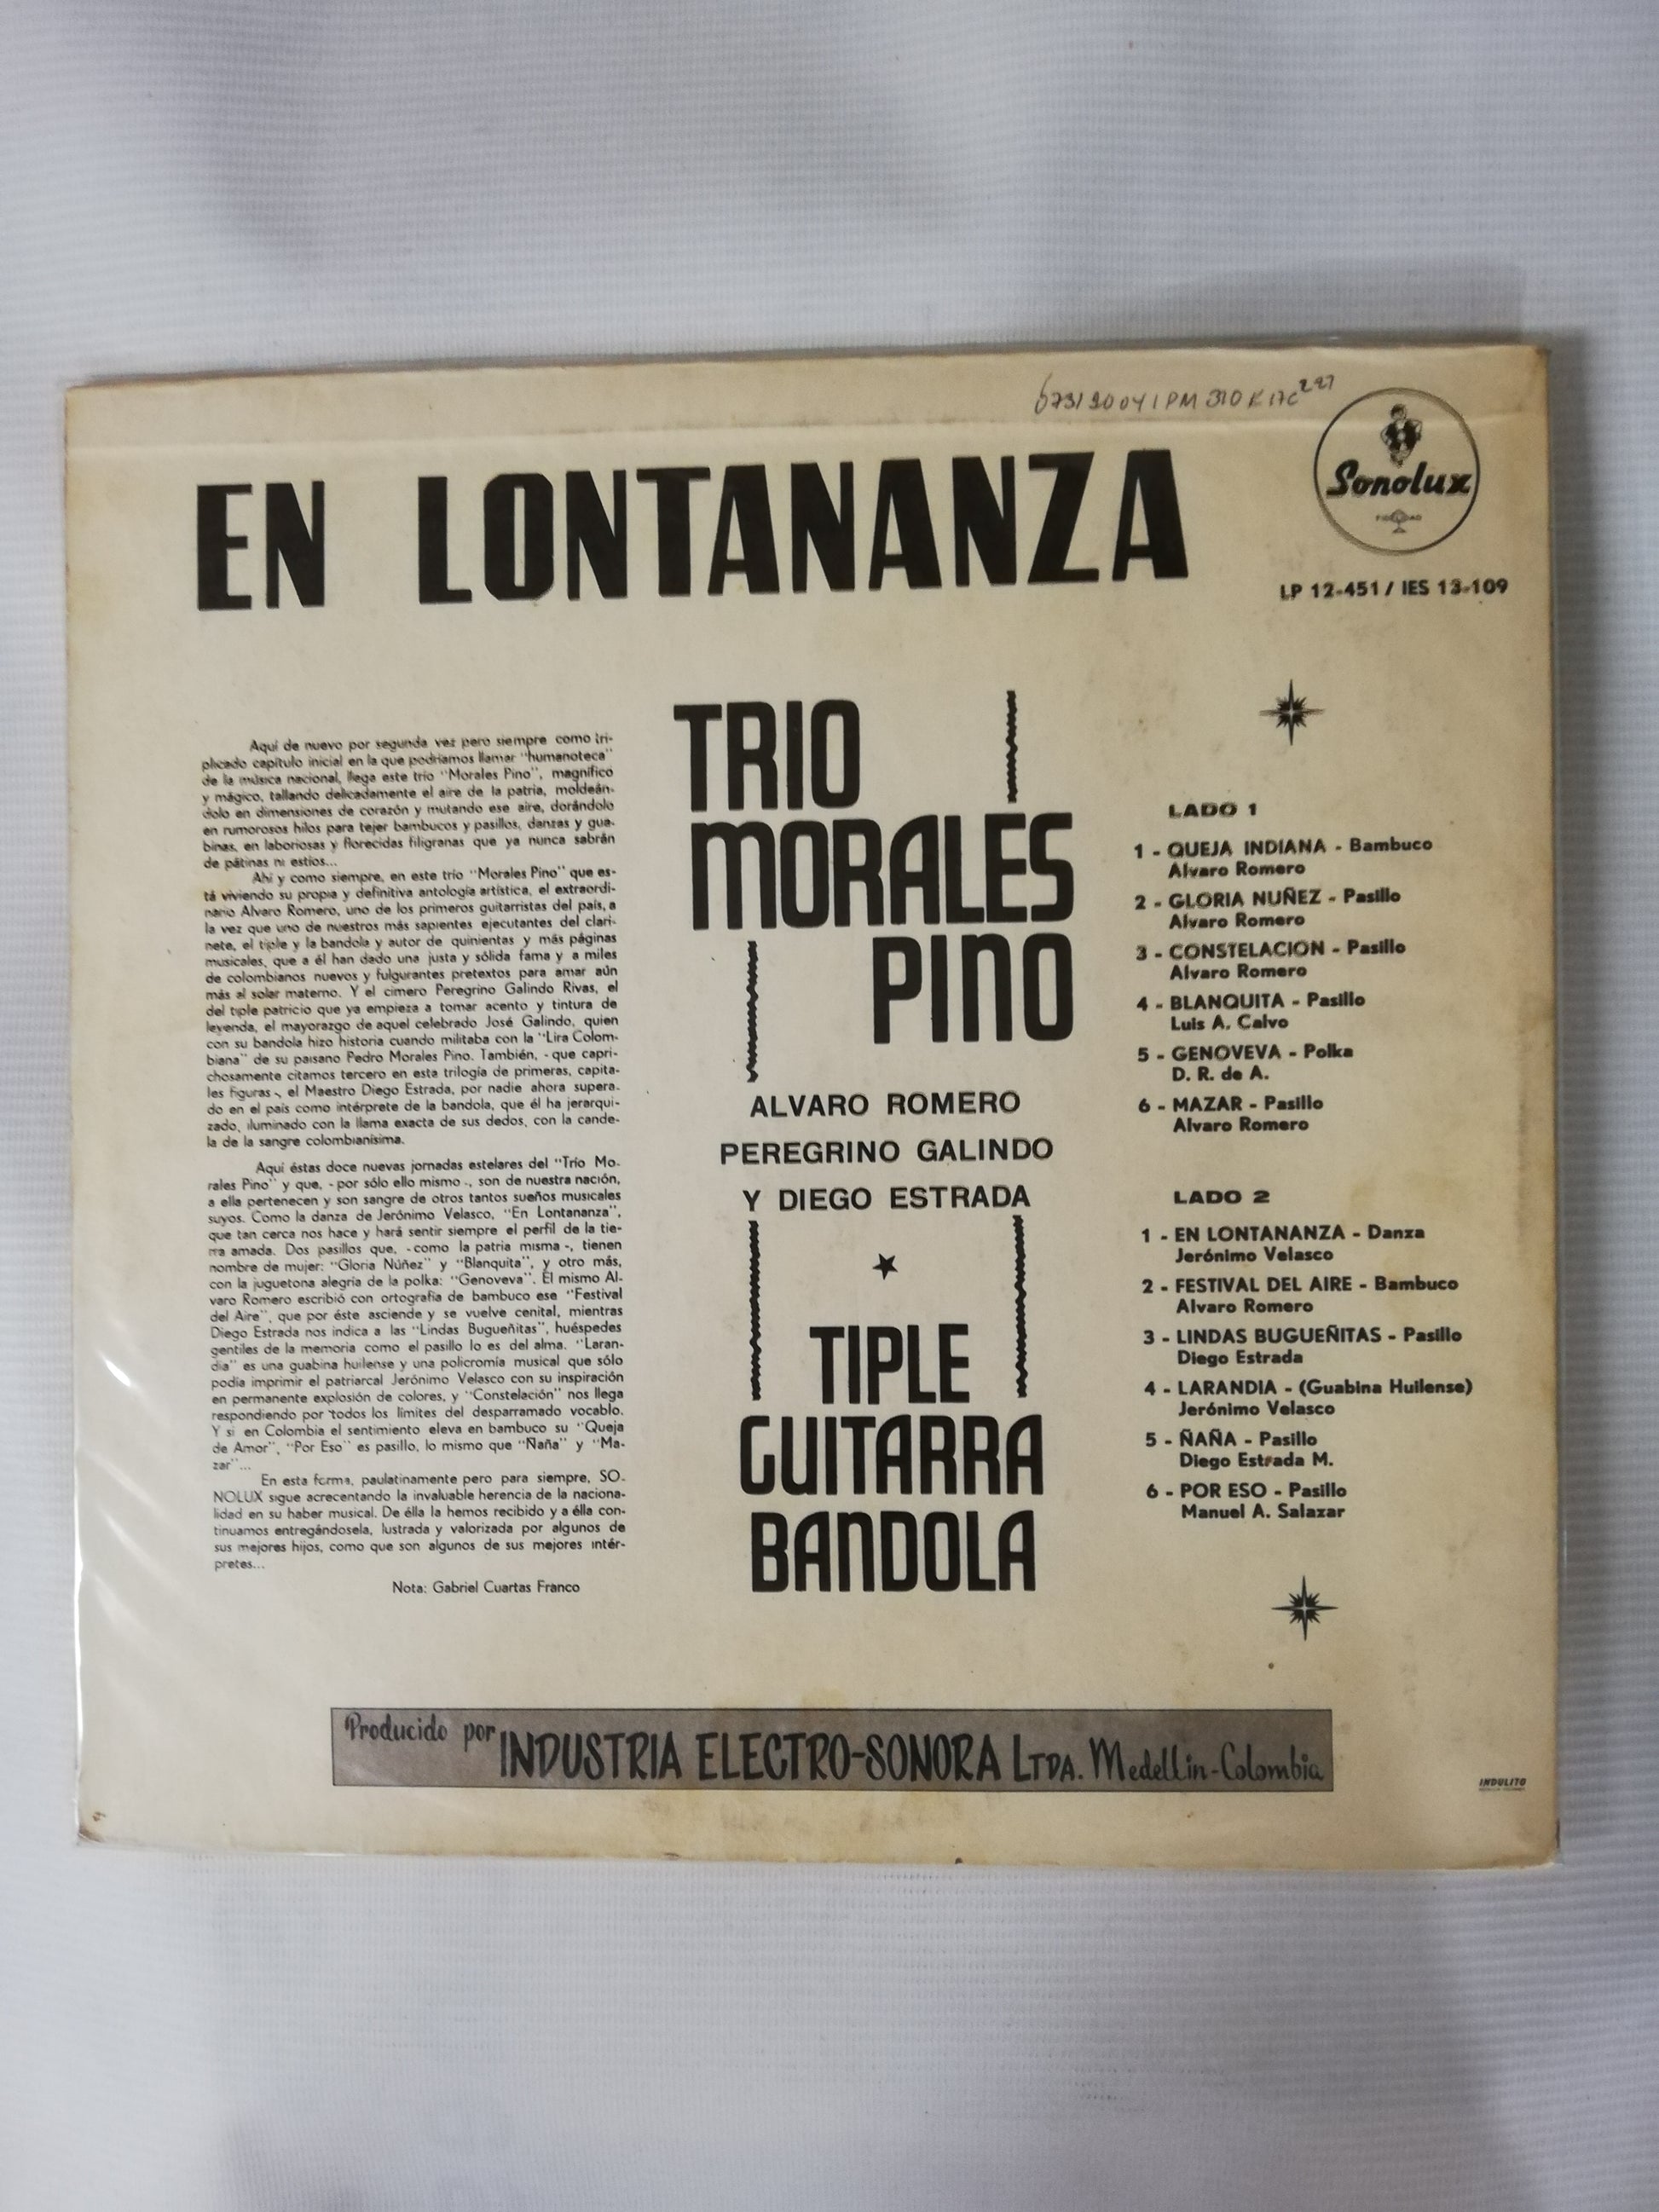 EN LONTANANZA
Sonolux
LP 12-451 / IES 13-109
Aquí de nuevo por segunda vez pero siempre como tri-
plicado capítulo inicial en la que podríamos llamar "humanoteca"
de la música nacional, llega este trío "Morales Pino", magnífico
y mágico, tallando delicadamente el aire de la patria, moldeán-
dolo en dimensiones de corazón y mutando ese aire, dorándolo
en rumorosos hilos para tejer bambucos y pasillos, danzas y gua-
binas, en laboriosas y florecidas filigranas que ya nunca sabrán
de pátinas ni estíos...
Ahí y como siempre, en este trío "Morales Pino" que es-
tá viviendo su propia y definitiva antología artística, el extraordi-
nario Alvaro Romero, uno de los primeros guitarristas del país, a
la vez que uno de nuestros más sapientes ejecutantes del clari-
nete, el tiple y la bandola y autor de quinientas y más páginas
musicales, que a él han dado una justa y sólida fama y a miles
de colombianos nuevos y fulgurantes pretextos para amar aún
más al solar materno. Y el cimero Peregrino Galindo Rivas, el
del tiple patricio que ya empieza a tomar acento y tintura de
leyenda, el mayorazgo de aquel celebrado José Galindo, quien
con su bandola hizo historia cuando militaba con la "Lira Colom-
biana" de su paisano Pedro Morales Pino. También, - que capri-
chosamente citamos tercero en esta trilogía de primeras, capita-
les figuras -, el Maestro Diego Estrada, por nadie ahora supera-
do en el país como intérprete de la bandola, que él ha jerarqui-
zado, iluminado con la llama exacta de sus dedos, con la cande-
la de la sangre colombianísima.
Aquí éstas doce nuevas jornadas estelares del "Trío Mo-
rales Pino" y que, - por sólo ello mismo -, son de nuestra nación,
a ella pertenecen y son sangre de otros tantos sueños musicales
suyos. Como la danza de Jerónimo Velasco, "En Lontananza",
que tan cerca nos hace y hará sentir siempre el perfil de la tie-
rra amada. Dos pasillos que, - como la patria misma -, tienen
nombre de mujer: "Gloria Núñez" y "Blanquita", y otro más,
con la juguetona alegría de la polka: "Genoveva". El mismo Al-
varo Romero escribió con ortografía de bambuco ese "Festival
del Aire", que por éste asciende y se vuelve cenital, mientras
Diego Estrada nos indica a las "Lindas Bugueñitas", huéspedes
gentiles de la memoria como el pasillo lo es del alma. "Laran-
dia" es una guabina huilense y una policromía musical que sólo
podía imprimir el patriarcal Jerónimo Velasco con su inspiración
en permanente explosión de colores, y "Constelación" nos llega
respondiendo por todos los límites del desparramado vocablo.
Y si en Colombia el sentimiento eleva en bambuco su "Queja
de Amor", "Por Eso" es pasillo, lo mismo que "Ñaña" y "Ma-
zar"...
En esta forma, paulatinamente pero para siempre, SO-
NOLUX sigue acrecentando la invaluable herencia de la naciona-
lidad en su haber musical. De élla la hemos recibido y a élla con-
tinuamos entregándosela, lustrada y valorizada por algunos de
sus mejores hijos, como que son algunos de sus mejores intér-
pretes...
Nota: Gabriel Cuartas Franco
TRIO
MORALES
PINO
ALVARO ROMERO
PEREGRINO GALINDO
Y DIEGO ESTRADA
TIPLE
GUITARRA
BANDOLA
LADO 1
1 - QUEJA INDIANA - Bambuco
Alvaro Romero
2 - GLORIA NUÑEZ - Pasillo
Alvaro Romero
3 - CONSTELACION - Pasillo
Alvaro Romero
4 - BLANQUITA - Pasillo
Luis A. Calvo
5 - GENOVEVA - Polka
D. R. de A.
6 - MAZAR - Pasillo
Alvaro Romero
LADO 2
1 - EN LONTANANZA - Danza
Jerónimo Velasco
2 - FESTIVAL DEL AIRE - Bambuco
Alvaro Romero
3 - LINDAS BUGUEÑITAS - Pasillo
Diego Estrada
4 - LARANDIA - (Guabina Huilense)
Jerónimo Velasco
5 - ÑAÑA - Pasillo
Diego Estrada M.
6 - POR ESO - Pasillo
Manuel A. Salazar
Producido por INDUSTRIA ELECTRO-SONORA LTDA. Medellin-Colombia
INDULITO